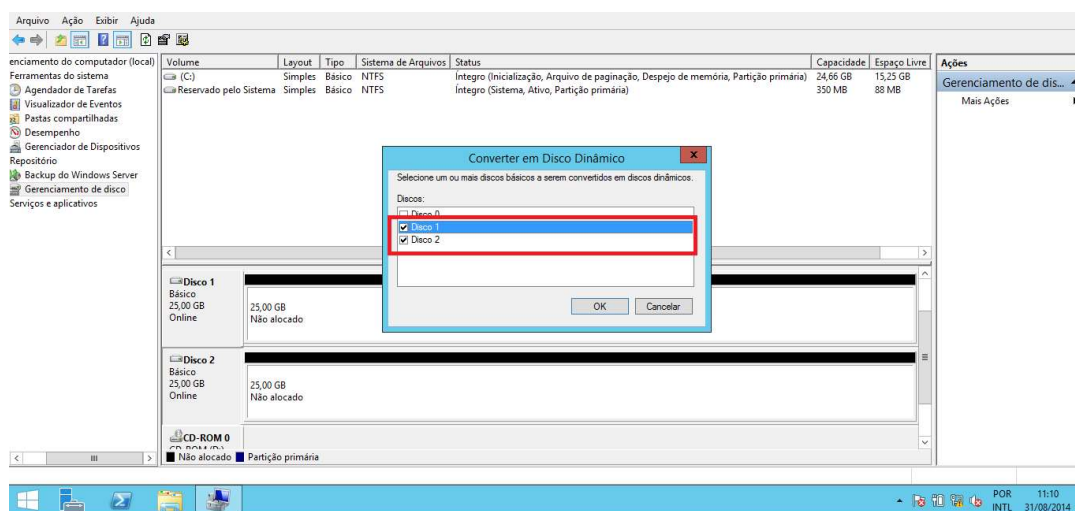 Arquivo Ação Exibir Ajuda
enciamento do computador (local)
Ferramentas do sistema
Agendador de Tarefas
Visualizador de Eventos
Pastas compartilhadas
Desempenho
Gerenciador de Dispositivos
Repositório
Backup do Windows Server
Gerenciamento de disco
Serviços e aplicativos
Volume Layout Tipo Sistema de Arquivos Status Capacidade Espaço Livre
(C:) Simples Básico NTFS Íntegro (Inicialização, Arquivo de paginação, Despejo de memória, Partição primária) 24,66 GB 15,25 GB
Reservado pelo Sistema Simples Básico NTFS Íntegro (Sistema, Ativo, Partição primária) 350 MB 88 MB
Ações
Gerenciamento de dis...
Mais Ações
Converter em Disco Dinâmico
Selecione um ou mais discos básicos a serem convertidos em discos dinâmicos.
Discos:
Disco 0
Disco 1
Disco 2
OK Cancelar
Disco 1
Básico
25,00 GB
Online
25,00 GB
Não alocado
Disco 2
Básico
25,00 GB
Online
25,00 GB
Não alocado
CD-ROM 0
CD-ROM (D:)
Não alocado Partição primária
POR 11:10
INTL 31/08/2014